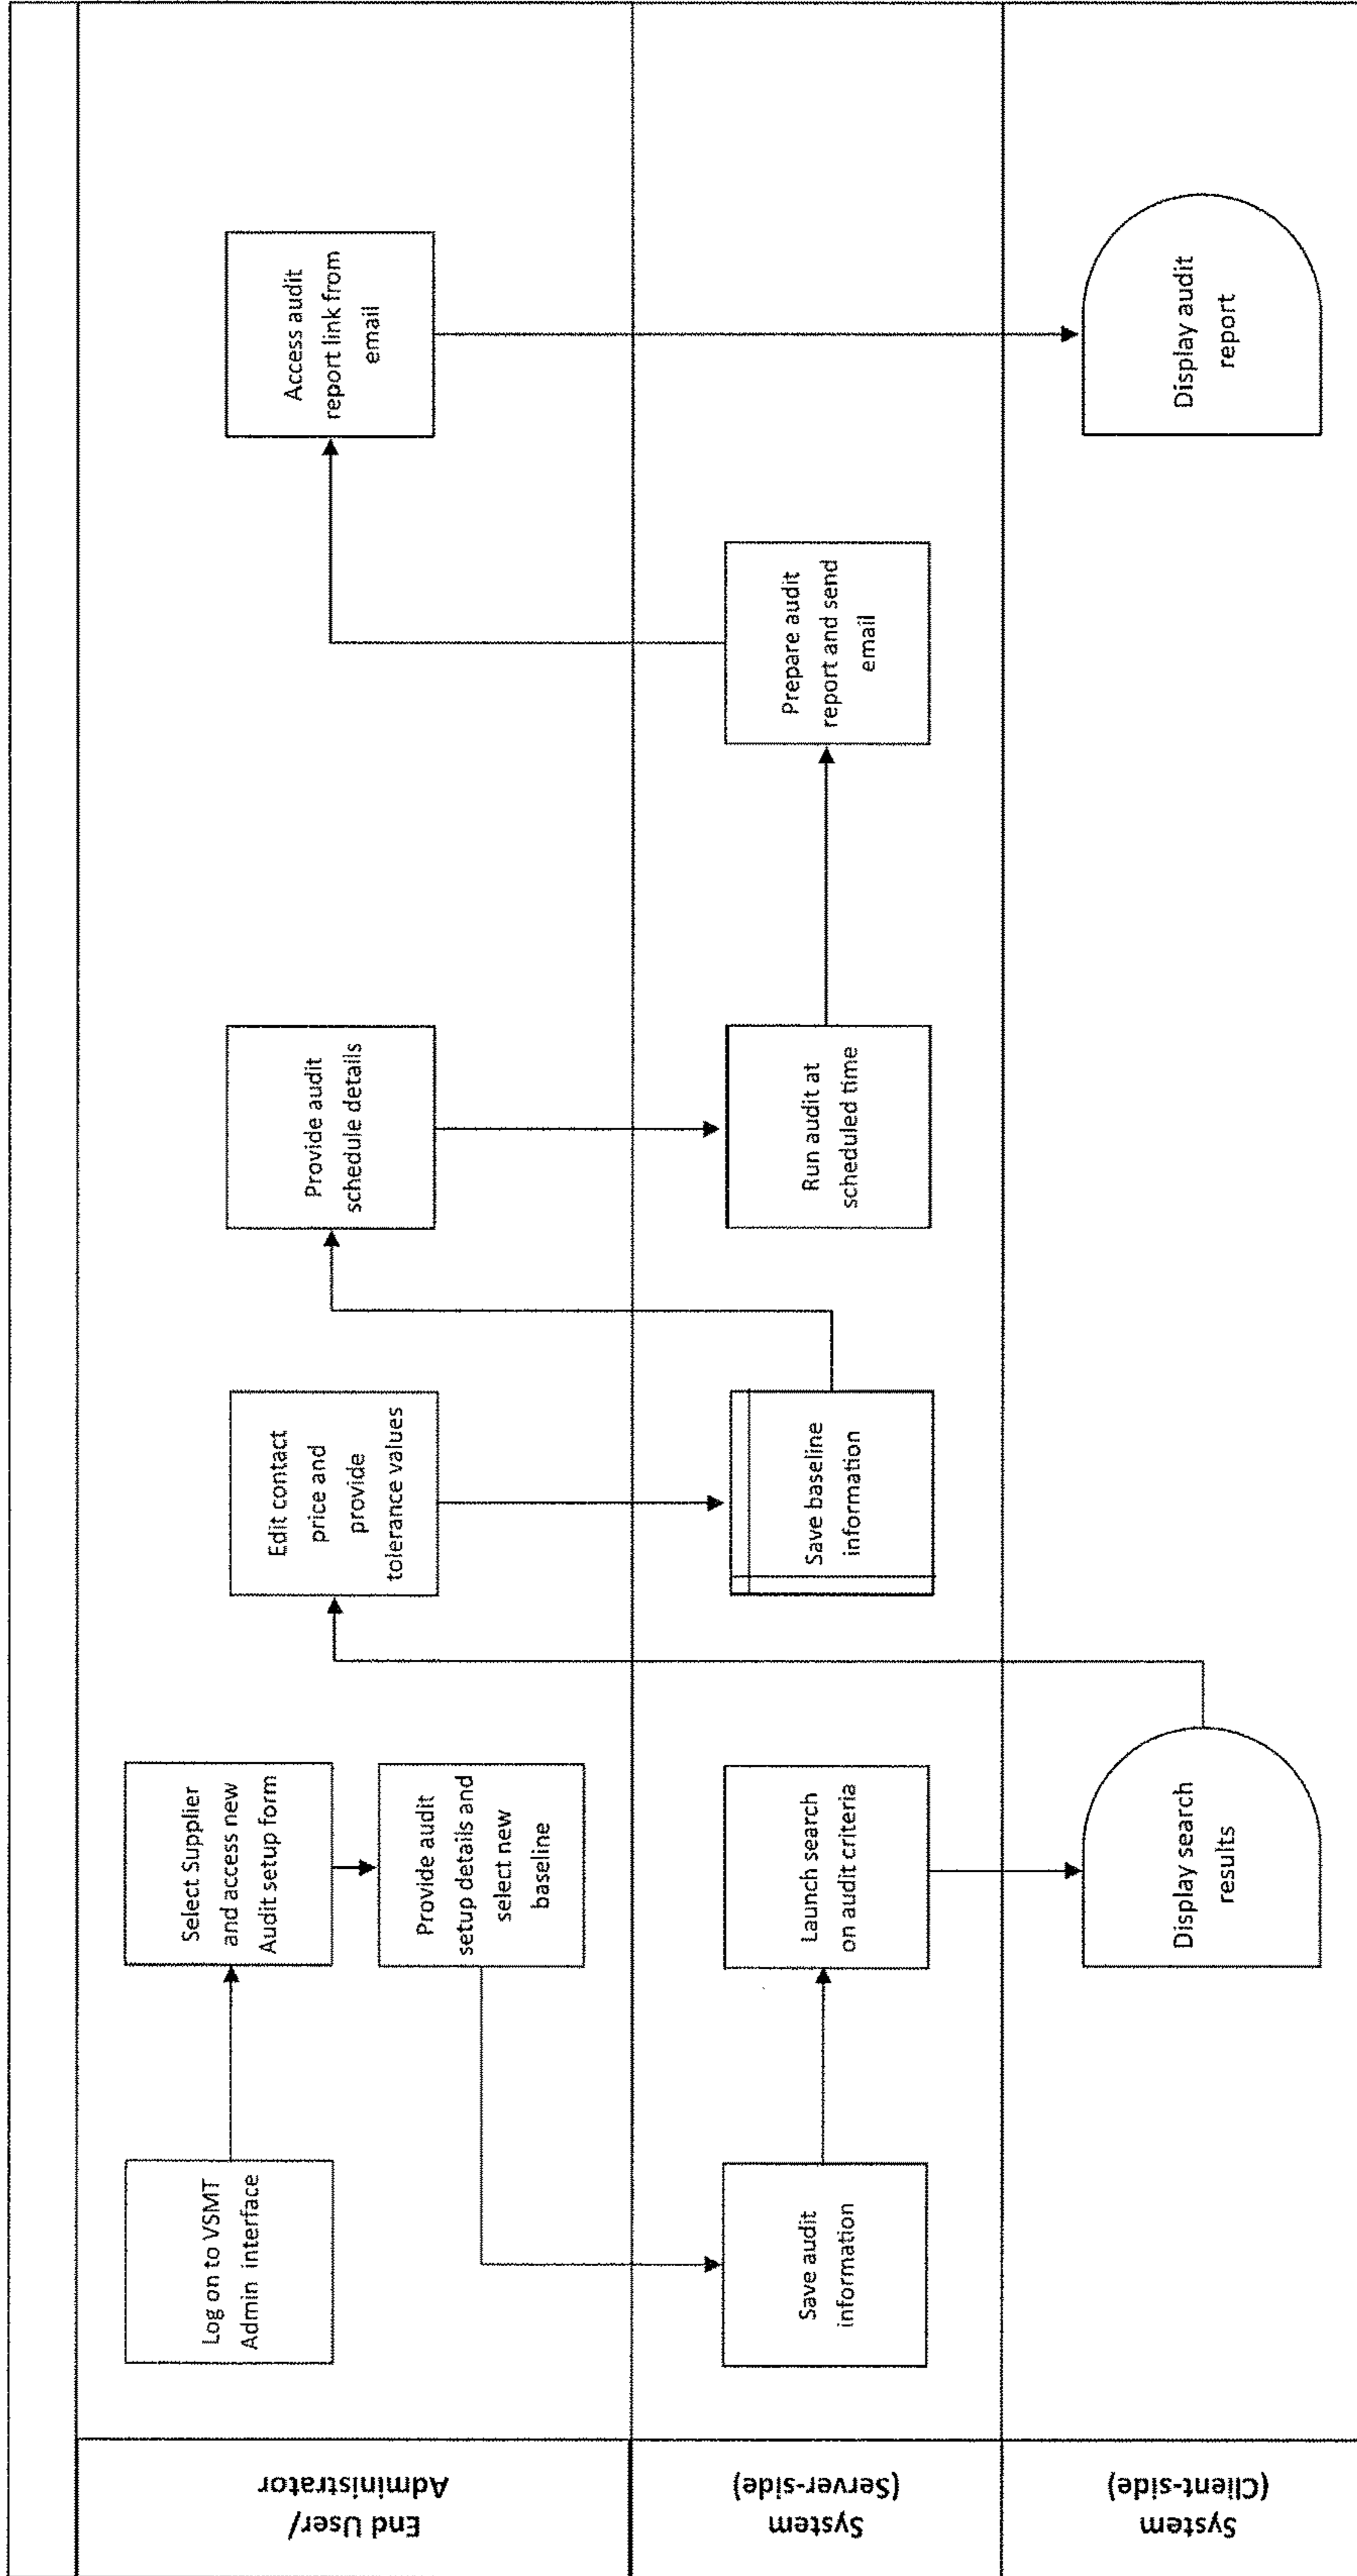 End User/
Administrator
Log on to VSMT
Admin interface
Select Supplier
and access new
Audit setup form
Provide audit
setup details and
select new
baseline
Edit contact
price and
provide
tolerance values
Provide audit
schedule details
Access audit
report link from
email
System
(Server-side)
Save audit
information
Launch search
on audit criteria
Save baseline
information
Run audit at
scheduled time
Prepare audit
report and send
email
System
(Client-side)
Display search
results
Display audit
report